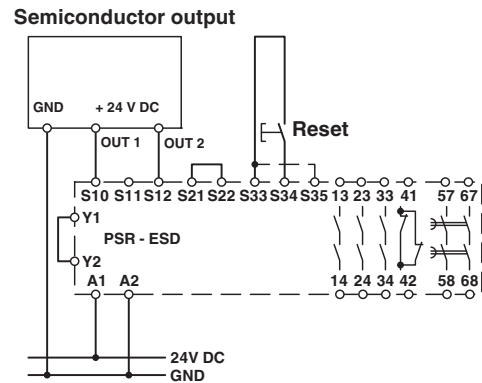 Semiconductor output
GND + 24 V DC
OUT 1 OUT 2
Reset
S10 S11 S12 S21 S22 S33 S34 S35 13 23 33 41 57 67
Y1
PSR - ESD
Y2
A1 A2 14 24 34 42 58 68
24V DC
GND